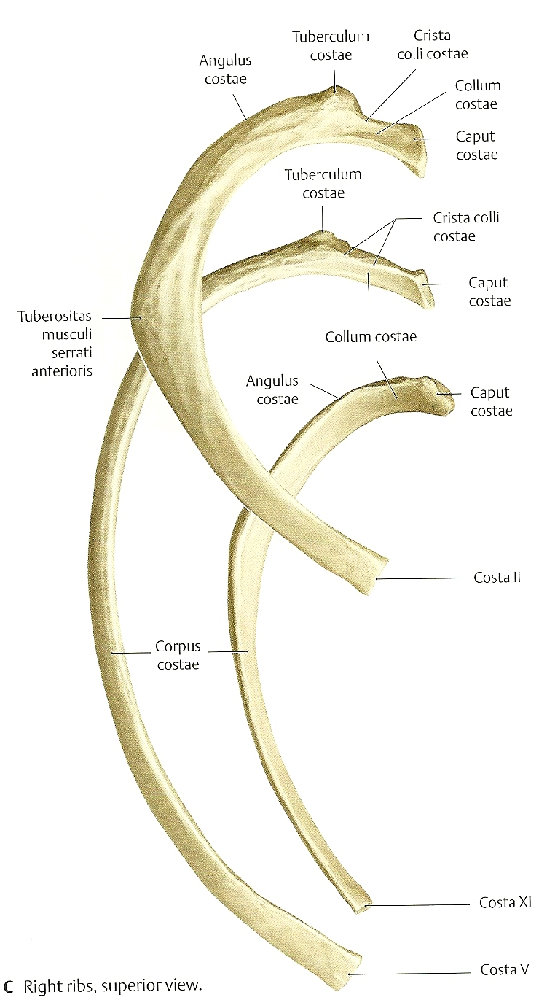 Tuberculum
costae
Crista
colli costae
Angulus
costae
Collum
costae
Caput
costae
Tuberculum
costae
Crista colli
costae
Caput
costae
Tuberositas
musculi
serrati
anterioris
Collum costae
Angulus
costae
Caput
costae
Costa II
Corpus
costae
Costa XI
Costa V
C Right ribs, superior view.